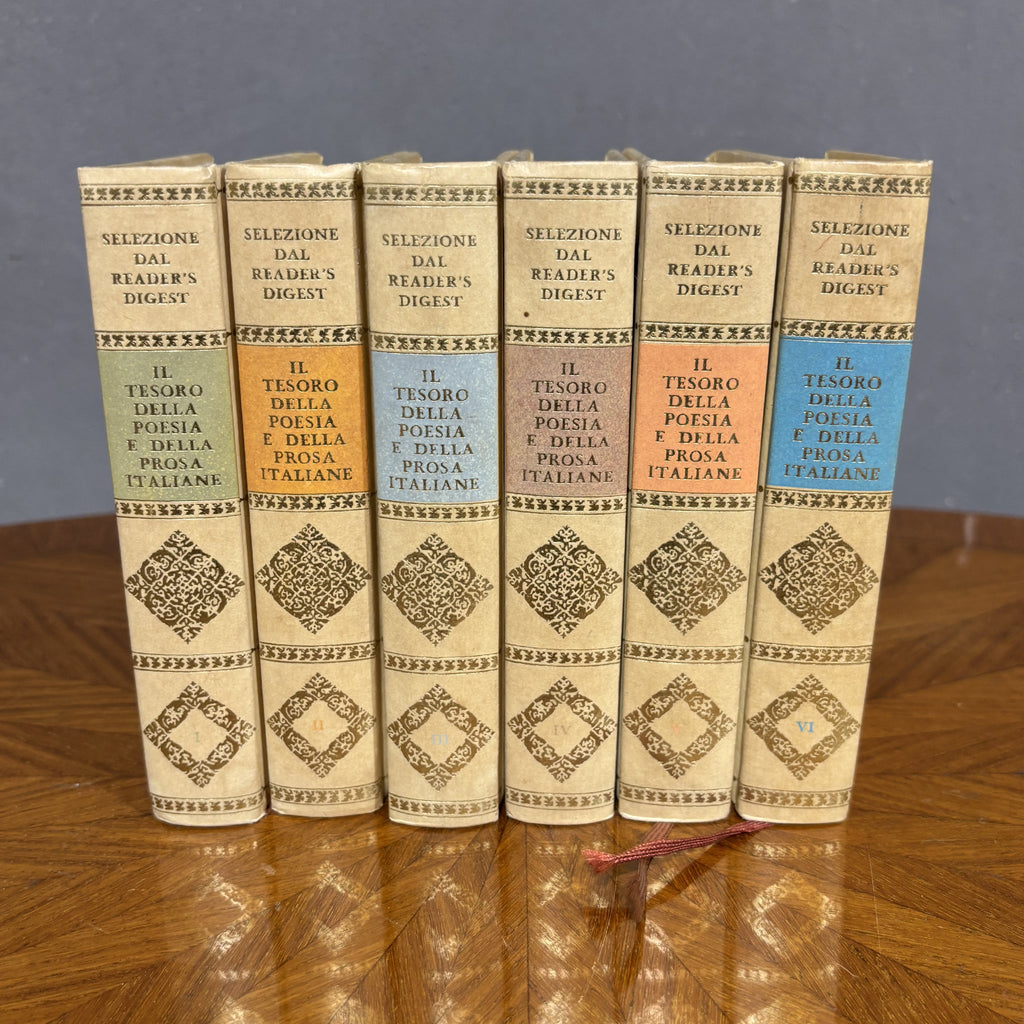 SELEZIONE
DAL
READER'S
DIGEST
IL
TESORO
DELLA
POESIA
E DELLA
PROSA
ITALIANE
I
SELEZIONE
DAL
READER'S
DIGEST
IL
TESORO
DELLA
POESIA
E DELLA
PROSA
ITALIANE
II
SELEZIONE
DAL
READER'S
DIGEST
IL
TESORO
DELLA
POESIA
E DELLA
PROSA
ITALIANE
III
SELEZIONE
DAL
READER'S
DIGEST
IL
TESORO
DELLA
POESIA
E DELLA
PROSA
ITALIANE
IV
SELEZIONE
DAL
READER'S
DIGEST
IL
TESORO
DELLA
POESIA
E DELLA
PROSA
ITALIANE
SELEZIONE
DAL
READER'S
DIGEST
IL
TESORO
DELLA
POESIA
E DELLA
PROSA
ITALIANE
VI